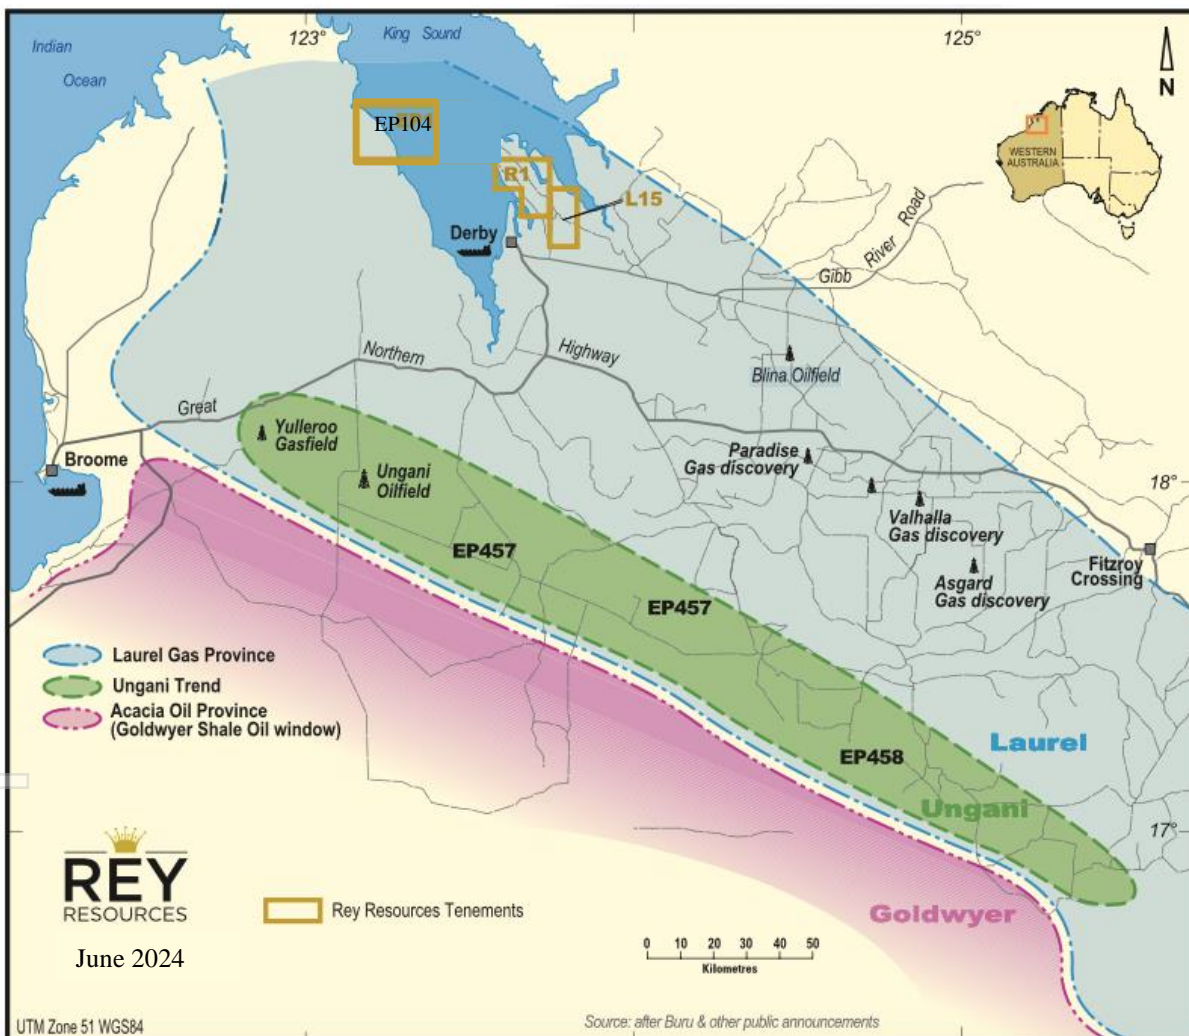 123°
King Sound
125°
Indian
Ocean
N
EP104
WESTERN
AUSTRALIA
R1
L15
Derby
Gibb River Road
Northern
Highway
Blina Oilfield
Great
Yulleroo
Gasfield
Paradise
Gas discovery
Broome
Ungani
Oilfield
18°
Valhalla
Gas discovery
EP457
Fitzroy
Crossing
Asgard
Gas discovery
EP457
Laurel Gas Province
Ungani Trend
Acacia Oil Province
(Goldwyer Shale Oil window)
Laurel
EP458
Ungani
17°
REY
RESOURCES
Rey Resources Tenements
Goldwyer
June 2024
0 10 20 30 40 50
Kilometres
UTM Zone 51 WGS84
Source: after Buru & other public announcements